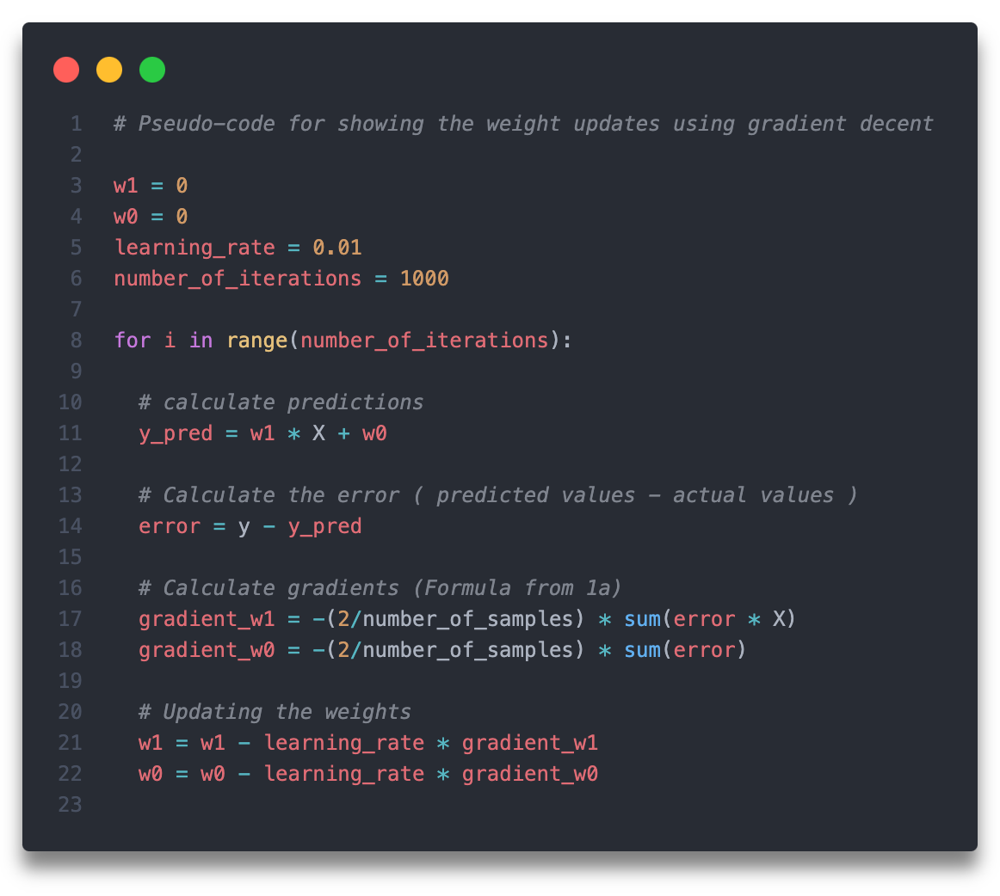 1 # Pseudo-code for showing the weight updates using gradient decent
2
3 w1 = 0
4 w0 = 0
5 learning_rate = 0.01
6 number_of_iterations = 1000
7
8 for i in range(number_of_iterations):
9
10   # calculate predictions
11   y_pred = w1 * X + w0
12
13   # Calculate the error ( predicted values - actual values )
14   error = y - y_pred
15
16   # Calculate gradients (Formula from 1a)
17   gradient_w1 = -(2/number_of_samples) * sum(error * X)
18   gradient_w0 = -(2/number_of_samples) * sum(error)
19
20   # Updating the weights
21   w1 = w1 - learning_rate * gradient_w1
22   w0 = w0 - learning_rate * gradient_w0
23